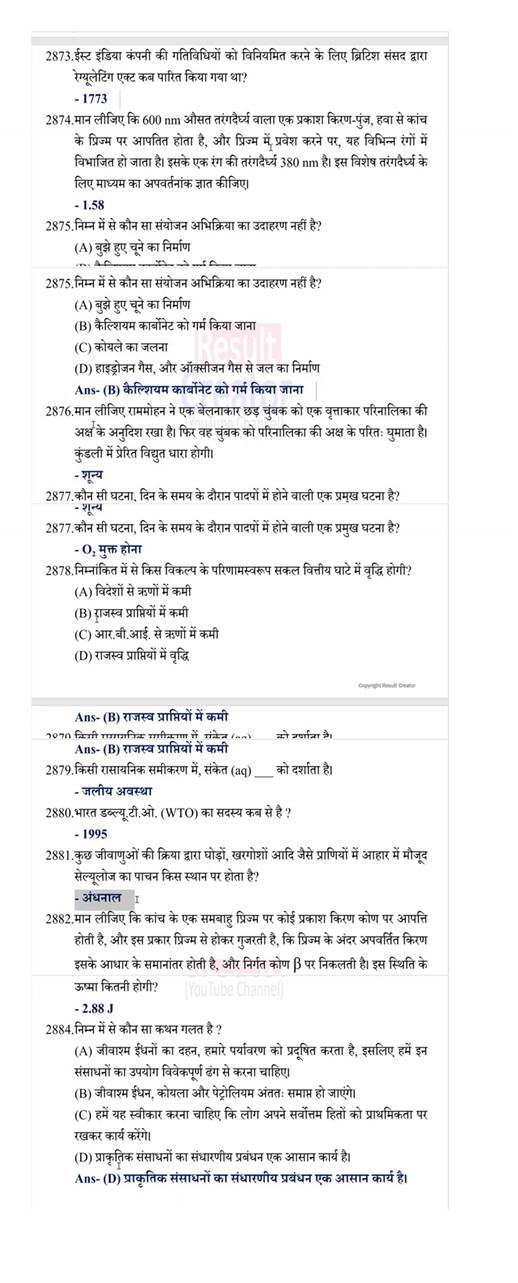 2873.ईस्ट इंडिया कंपनी की गतिविधियों को विनियमित करने के लिए ब्रिटिश संसद द्वारा
रेग्यूलेटिंग एक्ट कब पारित किया गया था?
- 1773
2874.मान लीजिए कि 600 nm औसत तरंगदैर्घ्य वाला एक प्रकाश किरण-पुंज, हवा से कांच
के प्रिज्म पर आपतित होता है, और प्रिज्म में प्रवेश करने पर, यह विभिन्न रंगों में
विभाजित हो जाता है। इसके एक रंग की तरंगदैर्घ्य 380 nm है। इस विशेष तरंगदैर्घ्य के
लिए माध्यम का अपवर्तनांक ज्ञात कीजिए।
- 1.58
2875.निम्न में से कौन सा संयोजन अभिक्रिया का उदाहरण नहीं है?
(A) बुझे हुए चूने का निर्माण
2875.निम्न में से कौन सा संयोजन अभिक्रिया का उदाहरण नहीं है?
(A) बुझे हुए चूने का निर्माण
(B) कैल्शियम कार्बोनेट को गर्म किया जाना
(C) कोयले का जलना
Result
(D) हाइड्रोजन गैस, और ऑक्सीजन गैस से जल का निर्माण
Creator
Ans- (B) कैल्शियम कार्बोनेट को गर्म किया जाना
2876.मान लीजिए राममोहन ने एक बेलनाकार छड़ चुंबक को एक वृत्ताकार परिनालिका की
अक्ष के अनुदिश रखा है। फिर वह चुंबक को परिनालिका की अक्ष के परितः घुमाता है।
कुंडली में प्रेरित विद्युत धारा होगी।
- शून्य
2877.कौन सी घटना, दिन के समय के दौरान पादपों में होने वाली एक प्रमुख घटना है?
- शून्य
2877.कौन सी घटना, दिन के समय के दौरान पादपों में होने वाली एक प्रमुख घटना है?
- O₂ मुक्त होना
2878.निम्नांकित में से किस विकल्प के परिणामस्वरूप सकल वित्तीय घाटे में वृद्धि होगी?
(A) विदेशों से ऋणों में कमी
(B) राजस्व प्राप्तियों में कमी
(C) आर.बी.आई. से ऋणों में कमी
(D) राजस्व प्राप्तियों में वृद्धि
Copyright Result Creator
Ans- (B) राजस्व प्राप्तियों में कमी
Ans- (B) राजस्व प्राप्तियों में कमी
2879.किसी रासायनिक समीकरण में, संकेत (aq) ___ को दर्शाता है।
- जलीय अवस्था
2880.भारत डब्ल्यू.टी.ओ. (WTO) का सदस्य कब से है ?
- 1995
2881.कुछ जीवाणुओं की क्रिया द्वारा घोड़ों, खरगोशों आदि जैसे प्राणियों में आहार में मौजूद
सेल्यूलोज का पाचन किस स्थान पर होता है?
- अंधनाल
2882.मान लीजिए कि कांच के एक समबाहु प्रिज्म पर कोई प्रकाश किरण कोण पर आपत्ति
होती है, और इस प्रकार प्रिज्म से होकर गुजरती है, कि प्रिज्म के अंदर अपवर्तित किरण
इसके आधार के समानांतर होती है, और निर्गत कोण β पर निकलती है। इस स्थिति के
ऊष्मा कितनी होगी?
(YouTube Channel)
- 2.88 J
2884.निम्न में से कौन सा कथन गलत है ?
(A) जीवाश्म ईंधनों का दहन, हमारे पर्यावरण को प्रदूषित करता है, इसलिए हमें इन
संसाधनों का उपयोग विवेकपूर्ण ढंग से करना चाहिए।
(B) जीवाश्म ईंधन, कोयला और पेट्रोलियम अंततः समाप्त हो जाएंगे।
(C) हमें यह स्वीकार करना चाहिए कि लोग अपने सर्वोत्तम हितों को प्राथमिकता पर
रखकर कार्य करेंगे।
(D) प्राकृतिक संसाधनों का संधारणीय प्रबंधन एक आसान कार्य है।
Ans- (D) प्राकृतिक संसाधनों का संधारणीय प्रबंधन एक आसान कार्य है।